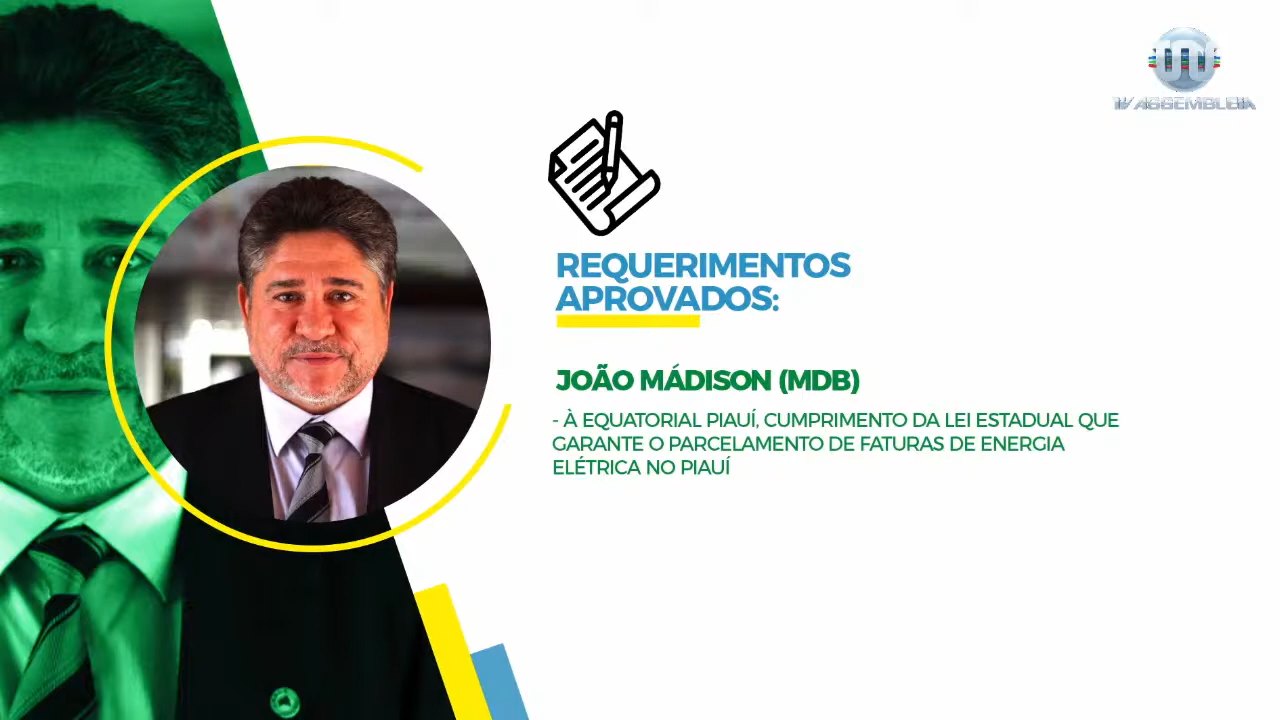 TV ASSEMBLEIA
REQUERIMENTOS
APROVADOS:
JOÃO MÁDISON (MDB)
- À EQUATORIAL PIAUÍ, CUMPRIMENTO DA LEI ESTADUAL QUE
GARANTE O PARCELAMENTO DE FATURAS DE ENERGIA
ELÉTRICA NO PIAUÍ